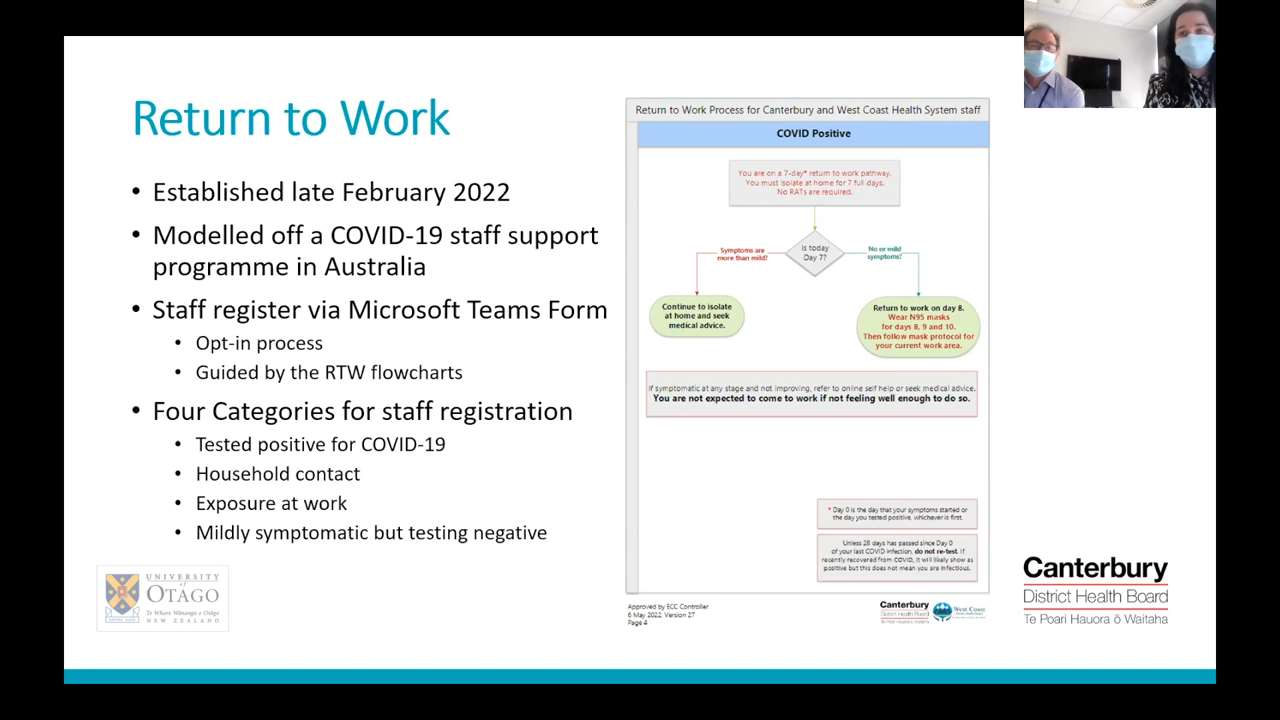 Return to Work
• Established late February 2022
• Modelled off a COVID-19 staff support
programme in Australia
• Staff register via Microsoft Teams Form
• Opt-in process
• Guided by the RTW flowcharts
• Four Categories for staff registration
• Tested positive for COVID-19
• Household contact
• Exposure at work
• Mildly symptomatic but testing negative
UNIVERSITY
of
OTAGO
Te Whare Wānanga o Otāgo
NEW ZEALAND
Return to Work Process for Canterbury and West Coast Health System staff
COVID Positive
You are on a 7-day* return to work pathway.
You must isolate at home for 7 full days.
No RATs are required.
Is today
Day 7?
Symptoms are
more than mild?
No or mild
symptoms?
Continue to isolate
at home and seek
medical advice.
Return to work on day 8.
Wear N95 masks
for days 8, 9 and 10.
Then follow mask protocol for
your current work area.
If symptomatic at any stage and not improving, refer to online self help or seek medical advice.
You are not expected to come to work if not feeling well enough to do so.
* Day 0 is the day that your symptoms started or
the day you tested positive, whichever is first.
Unless 28 days has passed since Day 0
of your last COVID infection, do not re-test. If
recently recovered from COVID, it will likely show as
positive but this does not mean you are infectious.
Approved by ECC Controller
6 May 2022, Version 27
Page 4
Canterbury
District Health Board
West Coast
Canterbury
District Health Board
Te Poari Hauora ō Waitaha